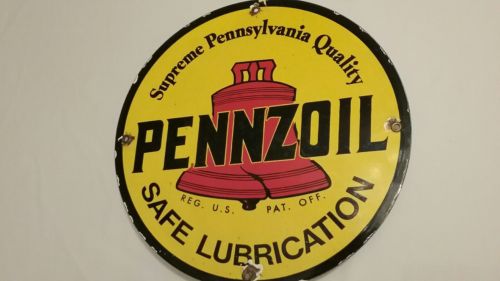 Supreme Pennsylvania Quality
PENNZOIL
REG. U.S. PAT. OFF.
SAFE LUBRICATION